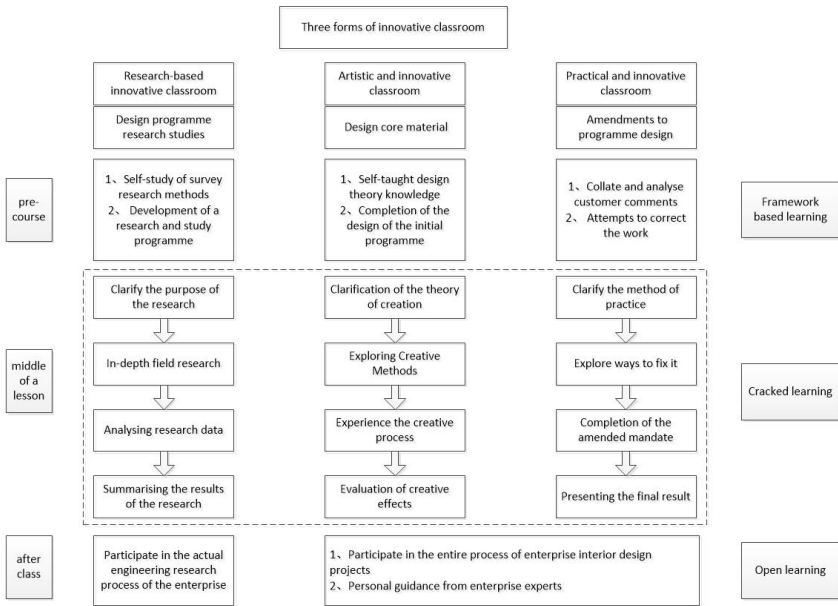 Three forms of innovative classroom
Research-based
innovative classroom
Artistic and innovative
classroom
Practical and innovative
classroom
Design programme
research studies
Design core material
Amendments to
programme design
pre-
course
1、Self-study of survey
research methods
2、 Development of a
research and study
programme
1、Self-taught design
theory knowledge
2、Completion of the
design of the initial
programme
1、Collate and analyse
customer comments
2、 Attempts to correct
the work
Framework
based learning
middle
of a
lesson
Clarify the purpose of
the research
In-depth field research
Analysing research data
Summarising the results
of the research
Clarification of the theory
of creation
Exploring Creative
Methods
Experience the creative
process
Evaluation of creative
effects
Clarify the method of
practice
Explore ways to fix it
Completion of the
amended mandate
Presenting the final result
Cracked learning
after
class
Participate in the actual
engineering research
process of the enterprise
1、Participate in the entire process of enterprise interior design
projects
2、Personal guidance from enterprise experts
Open learning